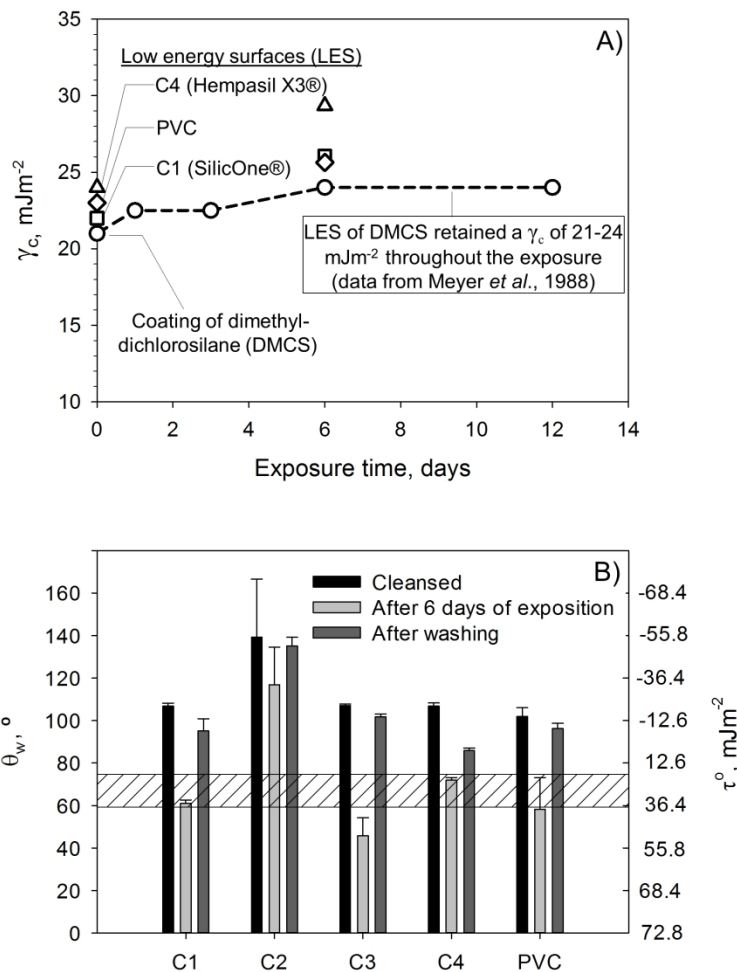 A)
35
30
25
20
15
10
γc, mJm-2
Low energy surfaces (LES)
C4 (Hempasil X3®)
PVC
C1 (SilicOne®)
LES of DMCS retained a γc of 21-24
mJm-2 throughout the exposure
(data from Meyer et al., 1988)
Coating of dimethyl-
dichlorosilane (DMCS)
0 2 4 6 8 10 12 14
Exposure time, days
B)
Cleansed
After 6 days of exposition
After washing
160
140
120
100
80
60
40
20
0
θw, º
-68.4
-55.8
-36.4
-12.6
12.6
36.4
55.8
68.4
72.8
τo, mJm-2
C1 C2 C3 C4 PVC